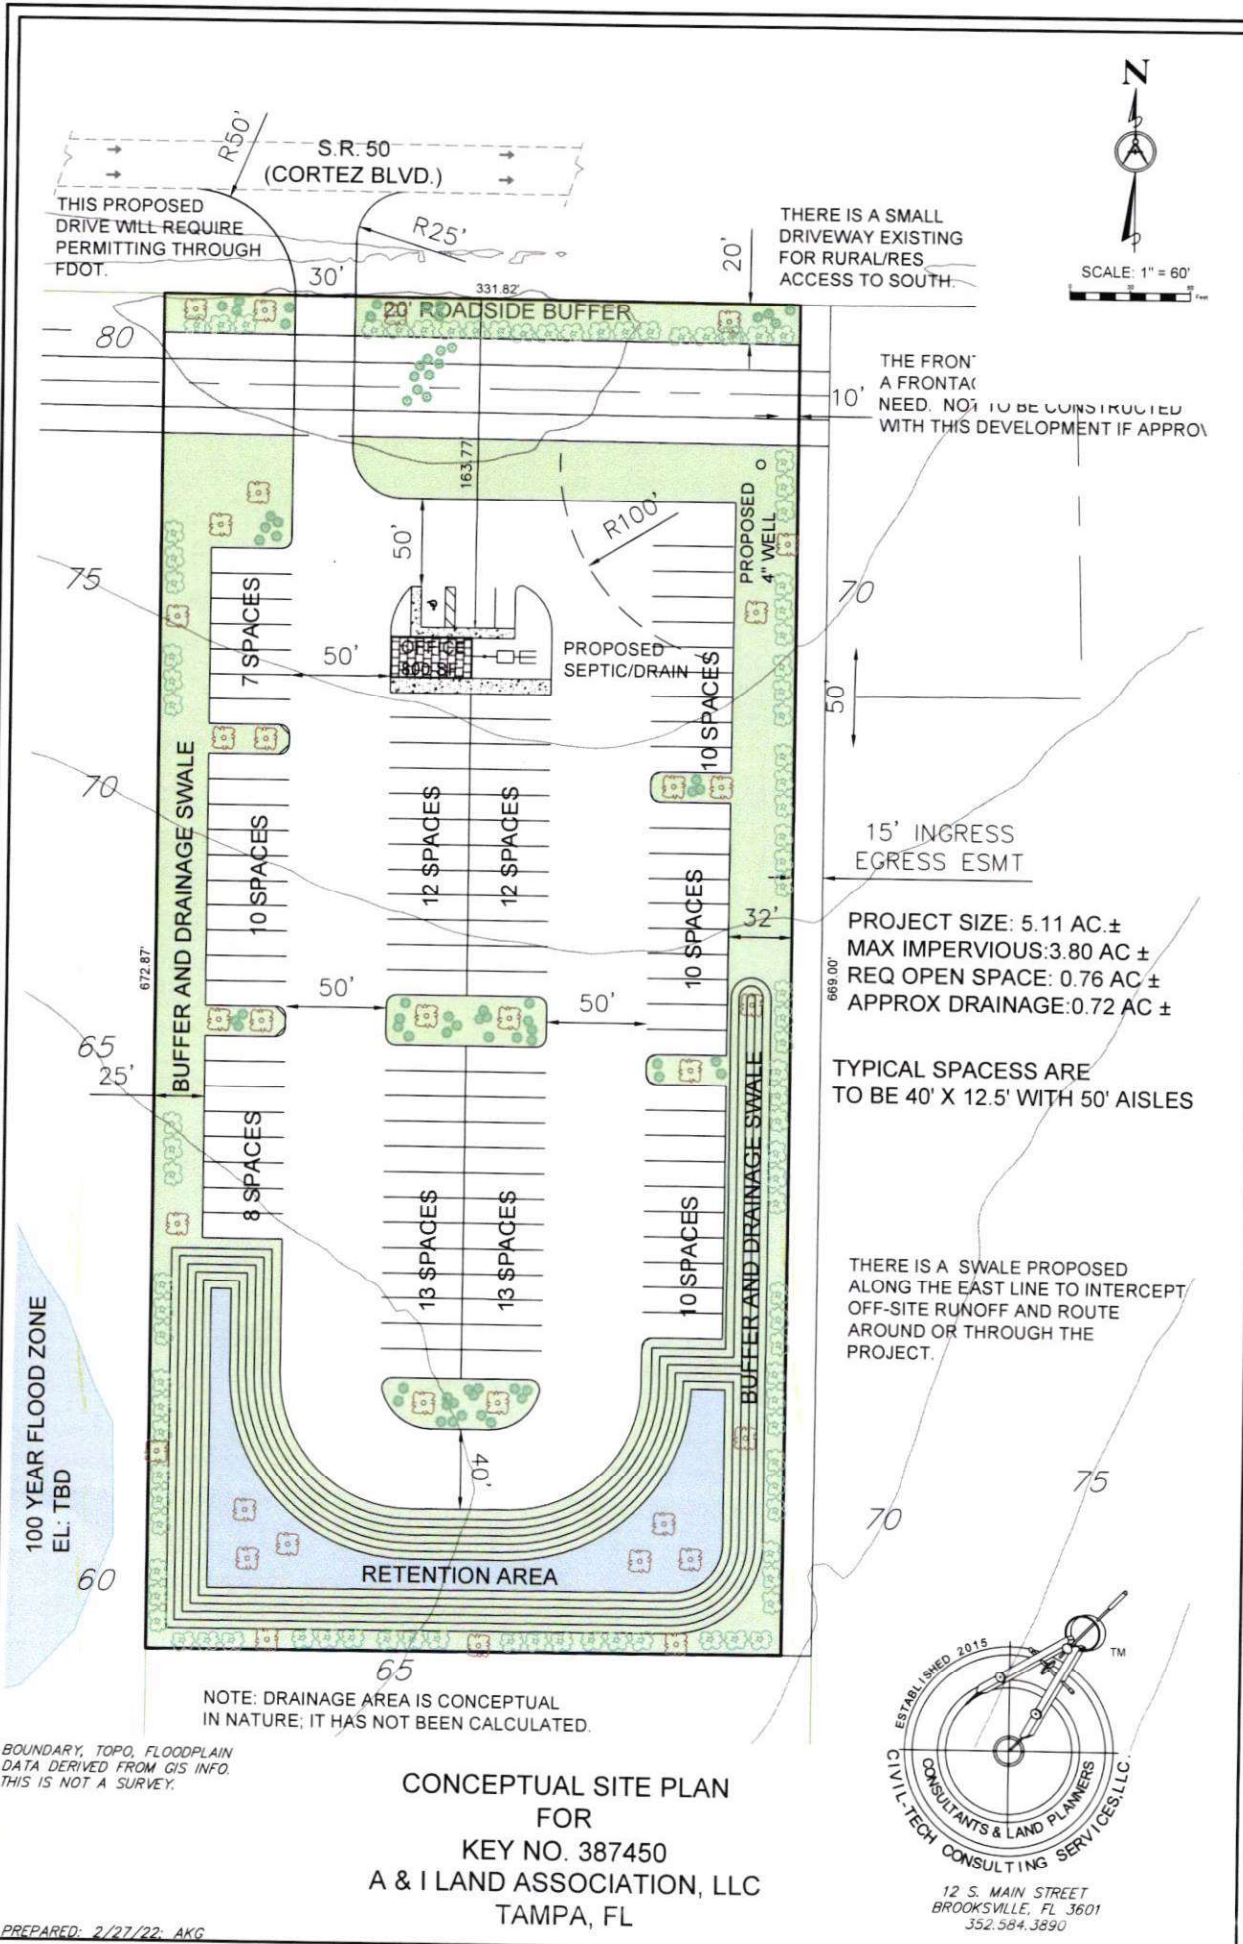 N
SCALE: 1" = 60'
Feet
R50'
S.R. 50
(CORTEZ BLVD.)
R25'
THIS PROPOSED
DRIVE WILL REQUIRE
PERMITTING THROUGH
FDOT.
30'
331.82'
20' ROADSIDE BUFFER
20'
THERE IS A SMALL
DRIVEWAY EXISTING
FOR RURAL/RES
ACCESS TO SOUTH.
80
10'
THE FRON
A FRONTA
NEED. NOT TO BE CONSTRUCTED
WITH THIS DEVELOPMENT IF APPRO
163.77
50'
R100'
PROPOSED
4" WELL
75
70
7 SPACES
50'
OFFICE
800 SF
PROPOSED
SEPTIC/DRAIN
10 SPACES
50'
70
BUFFER AND DRAINAGE SWALE
10 SPACES
12 SPACES
12 SPACES
10 SPACES
15' INGRESS
EGRESS ESMT
32'
672.87'
669.00'
50'
50'
PROJECT SIZE: 5.11 AC.±
MAX IMPERVIOUS:3.80 AC ±
REQ OPEN SPACE: 0.76 AC ±
APPROX DRAINAGE:0.72 AC ±
65
25'
TYPICAL SPACESS ARE
TO BE 40' X 12.5' WITH 50' AISLES
8 SPACES
13 SPACES
13 SPACES
10 SPACES
BUFFER AND DRAINAGE SWALE
THERE IS A SWALE PROPOSED
ALONG THE EAST LINE TO INTERCEPT
OFF-SITE RUNOFF AND ROUTE
AROUND OR THROUGH THE
PROJECT.
100 YEAR FLOOD ZONE
EL: TBD
40'
75
70
60
RETENTION AREA
65
NOTE: DRAINAGE AREA IS CONCEPTUAL
IN NATURE; IT HAS NOT BEEN CALCULATED.
BOUNDARY, TOPO, FLOODPLAIN
DATA DERIVED FROM GIS INFO.
THIS IS NOT A SURVEY.
CONCEPTUAL SITE PLAN
FOR
KEY NO. 387450
A & I LAND ASSOCIATION, LLC
TAMPA, FL
ESTABLISHED 2015
TM
CONSULTANTS & LAND PLANNERS
CIVIL-TECH CONSULTING SERVICES,LLC.
12 S. MAIN STREET
BROOKSVILLE, FL 3601
352.584.3890
PREPARED: 2/27/22: AKG